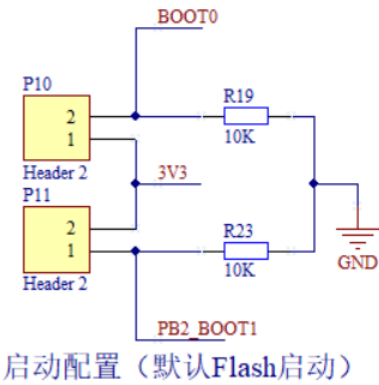 BOOT0
P10
R19
2
1
10K
Header 2
3V3
P11
2
R23
1
10K
GND
Header 2
PB2_BOOT1
启动配置（默认Flash启动）